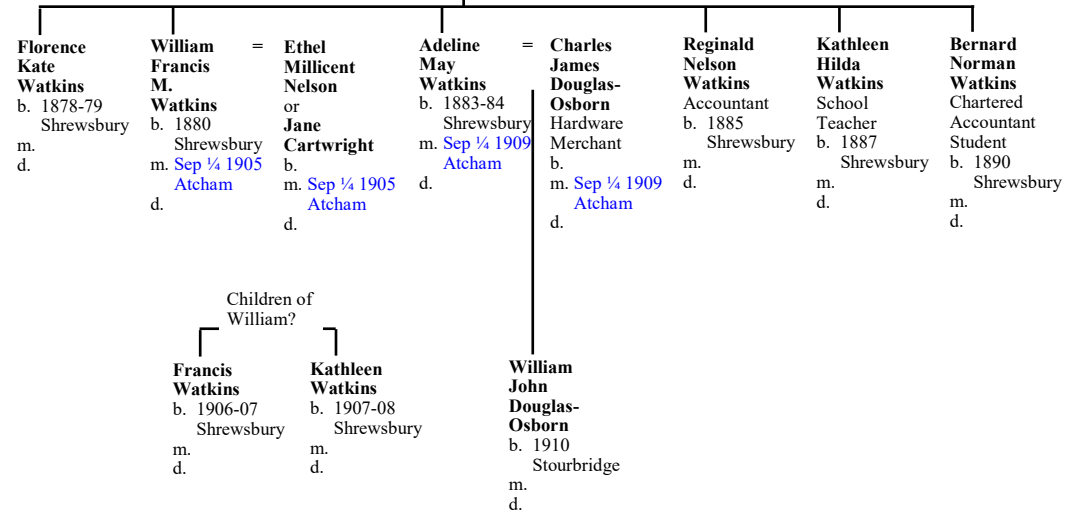 Florence
Kate
Watkins
b. 1878-79
Shrewsbury
m.
d.
William =
Francis
M.
Watkins
b. 1880
Shrewsbury
m. Sep ¼ 1905
Atcham
d.
Ethel
Millicent
Nelson
or
Jane
Cartwright
b.
m. Sep ¼ 1905
Atcham
d.
Adeline =
May
Watkins
b. 1883-84
Shrewsbury
m. Sep ¼ 1909
Atcham
d.
Charles
James
Douglas-
Osborn
Hardware
Merchant
b.
m. Sep ¼ 1909
Atcham
d.
Reginald
Nelson
Watkins
Accountant
b. 1885
Shrewsbury
m.
d.
Kathleen
Hilda
Watkins
School
Teacher
b. 1887
Shrewsbury
m.
d.
Bernard
Norman
Watkins
Chartered
Accountant
Student
b. 1890
Shrewsbury
m.
d.
Children of
William?
Francis
Watkins
b. 1906-07
Shrewsbury
m.
d.
Kathleen
Watkins
b. 1907-08
Shrewsbury
m.
d.
William
John
Douglas-
Osborn
b. 1910
Stourbridge
m.
d.